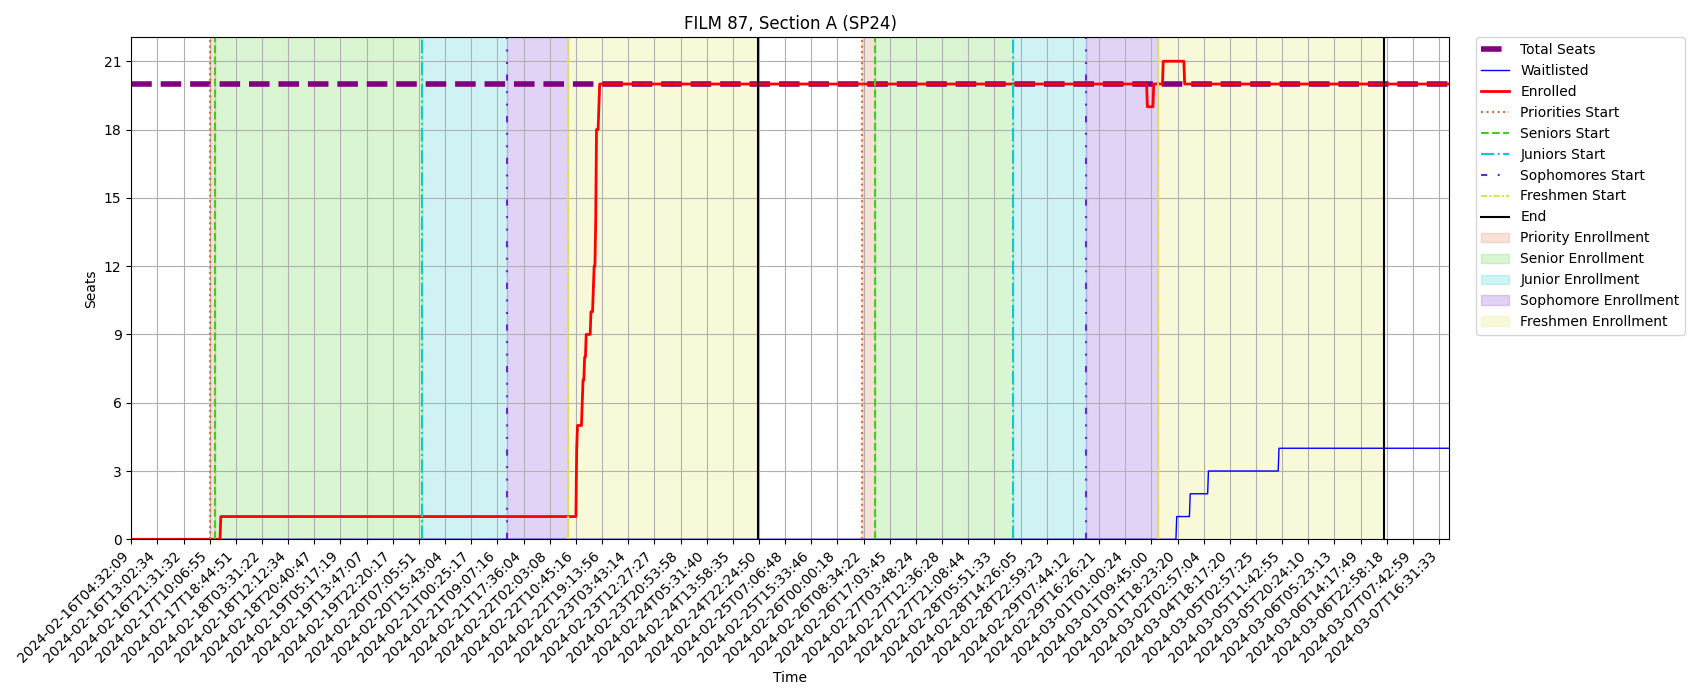 FILM 87, Section A (SP24)
Seats
21
18
15
12
9
6
3
0
2024-02-16T04:32:09
2024-02-16T13:02:34
2024-02-16T21:31:32
2024-02-17T10:06:55
2024-02-17T18:44:51
2024-02-18T03:31:22
2024-02-18T12:12:34
2024-02-18T20:40:47
2024-02-19T05:17:19
2024-02-19T13:47:07
2024-02-19T22:20:17
2024-02-20T07:05:51
2024-02-20T15:43:04
2024-02-21T00:25:17
2024-02-21T09:07:16
2024-02-21T17:36:04
2024-02-22T02:03:08
2024-02-22T10:45:16
2024-02-22T19:13:56
2024-02-23T03:43:14
2024-02-23T12:27:27
2024-02-23T20:53:58
2024-02-24T05:31:40
2024-02-24T13:58:35
2024-02-24T22:24:50
2024-02-25T07:06:48
2024-02-25T15:33:46
2024-02-26T00:00:18
2024-02-26T08:34:22
2024-02-26T17:03:45
2024-02-27T03:48:24
2024-02-27T12:36:28
2024-02-27T21:08:44
2024-02-28T05:51:33
2024-02-28T14:26:05
2024-02-28T22:59:23
2024-02-29T07:44:12
2024-02-29T16:26:21
2024-03-01T01:00:24
2024-03-01T09:45:00
2024-03-01T18:23:20
2024-03-02T02:57:04
2024-03-04T18:17:20
2024-03-05T02:57:25
2024-03-05T11:42:55
2024-03-05T20:24:10
2024-03-06T05:23:13
2024-03-06T14:17:49
2024-03-06T22:58:18
2024-03-07T07:42:59
2024-03-07T16:31:33
Time
Total Seats
Waitlisted
Enrolled
Priorities Start
Seniors Start
Juniors Start
Sophomores Start
Freshmen Start
End
Priority Enrollment
Senior Enrollment
Junior Enrollment
Sophomore Enrollment
Freshmen Enrollment